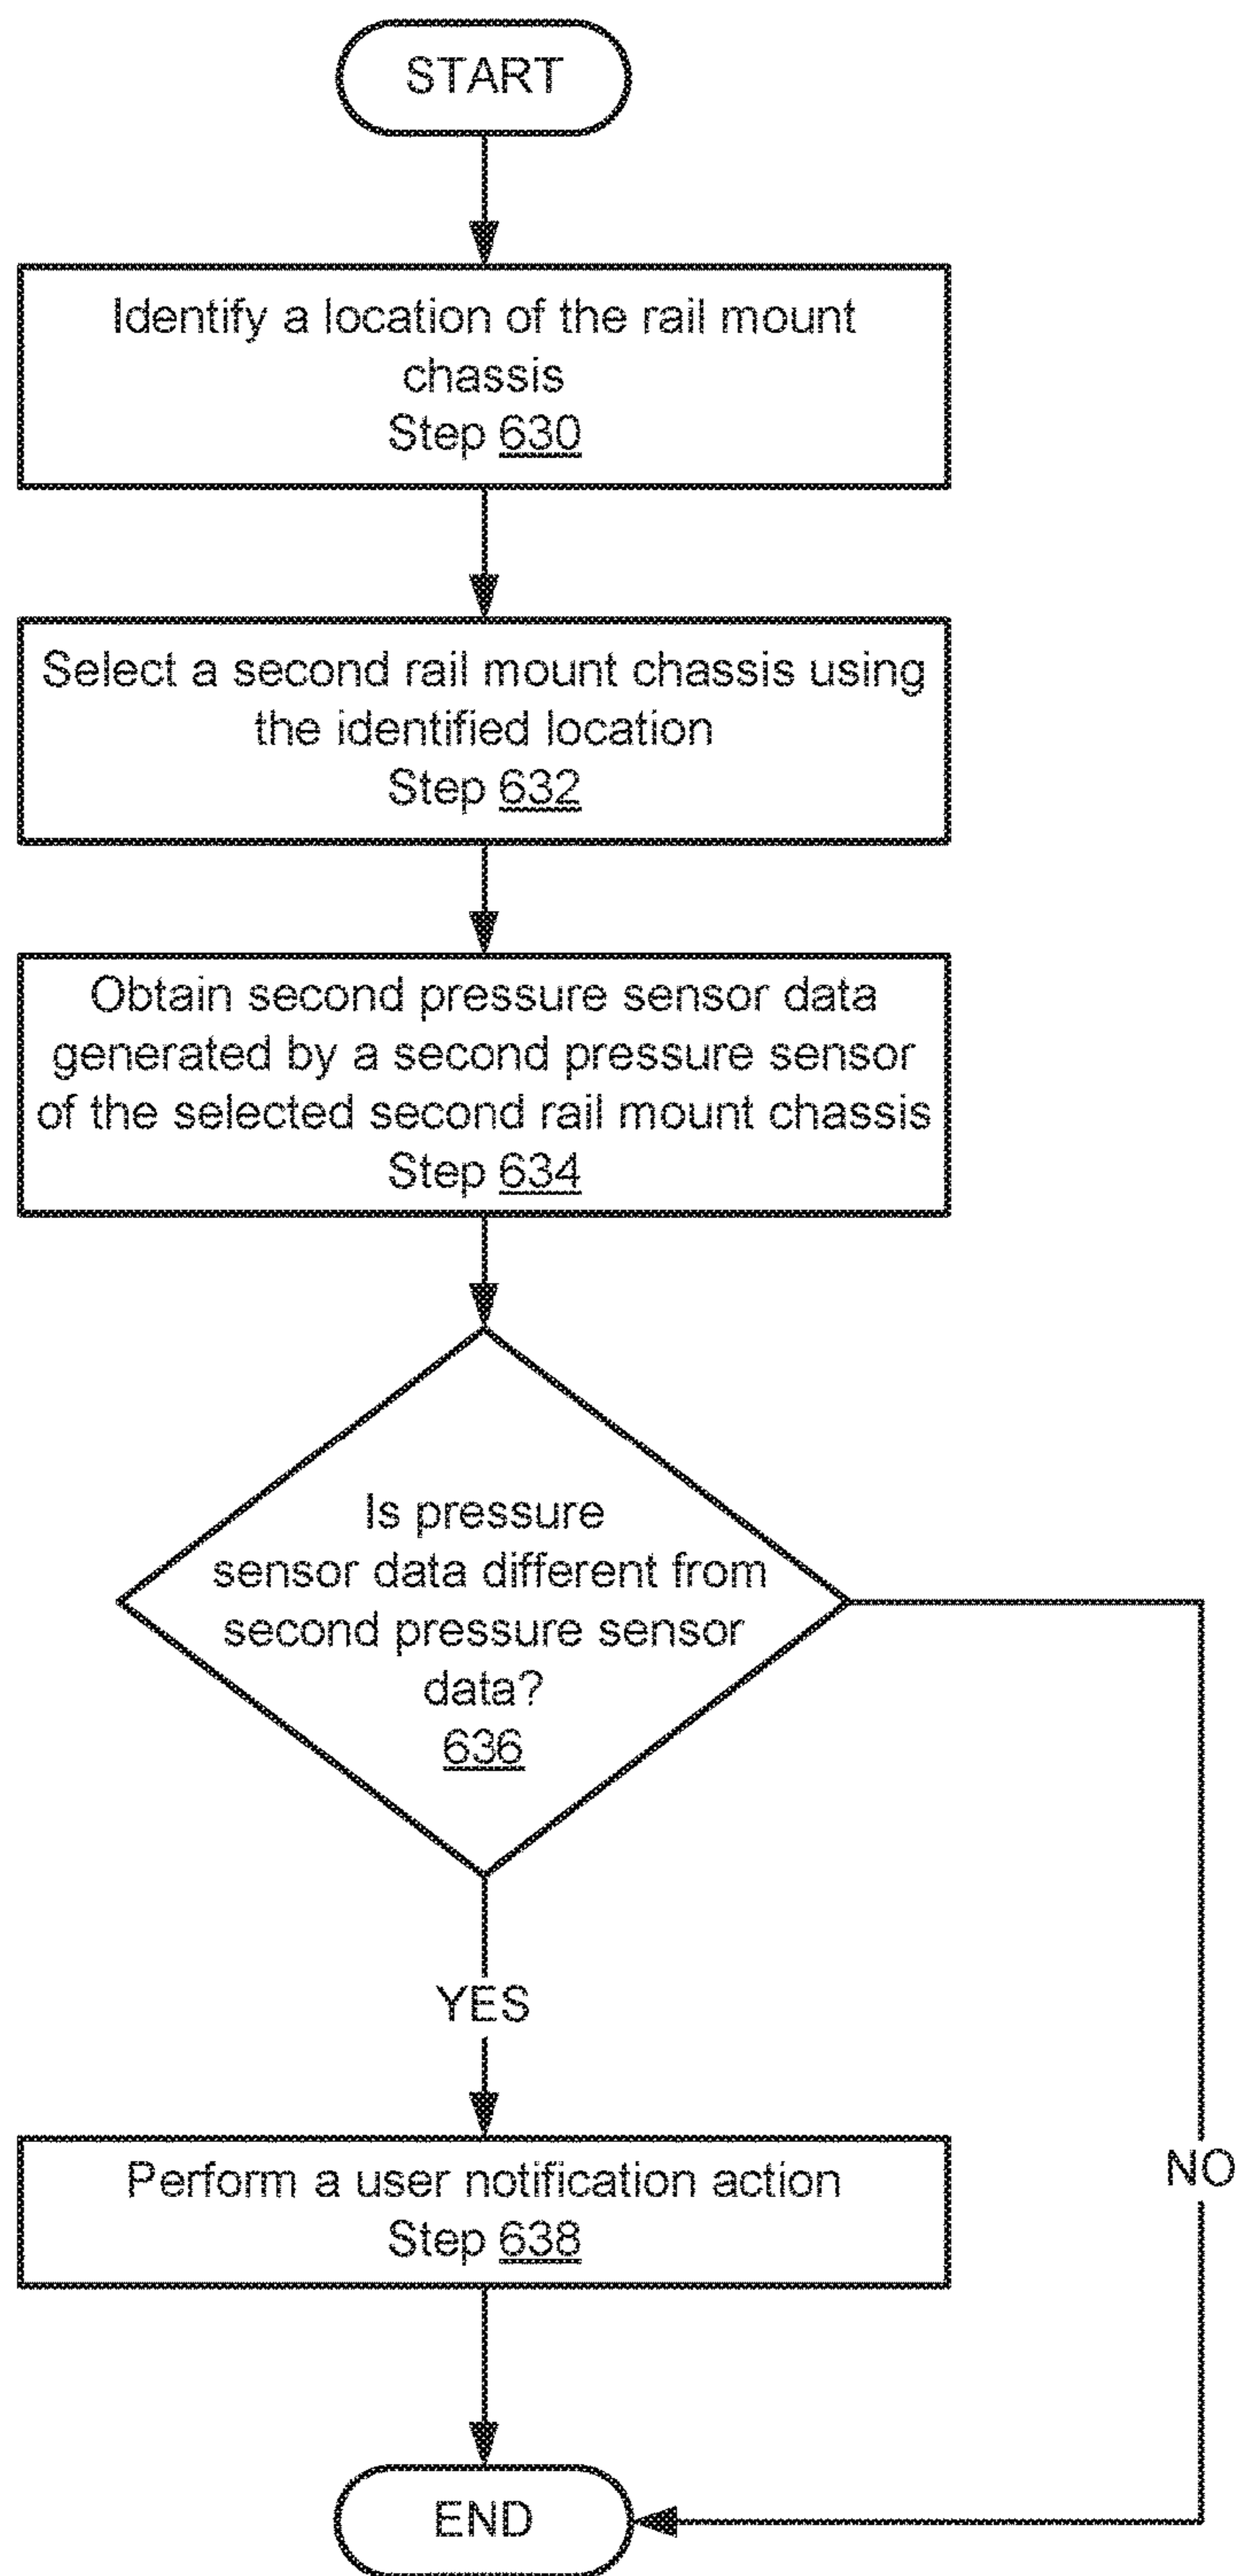 START
Identify a location of the rail mount
chassis
Step 630
Select a second rail mount chassis using
the identified location
Step 632
Obtain second pressure sensor data
generated by a second pressure sensor
of the selected second rail mount chassis
Step 634
Is pressure
sensor data different from
second pressure sensor
data?
636
YES
NO
Perform a user notification action
Step 638
END